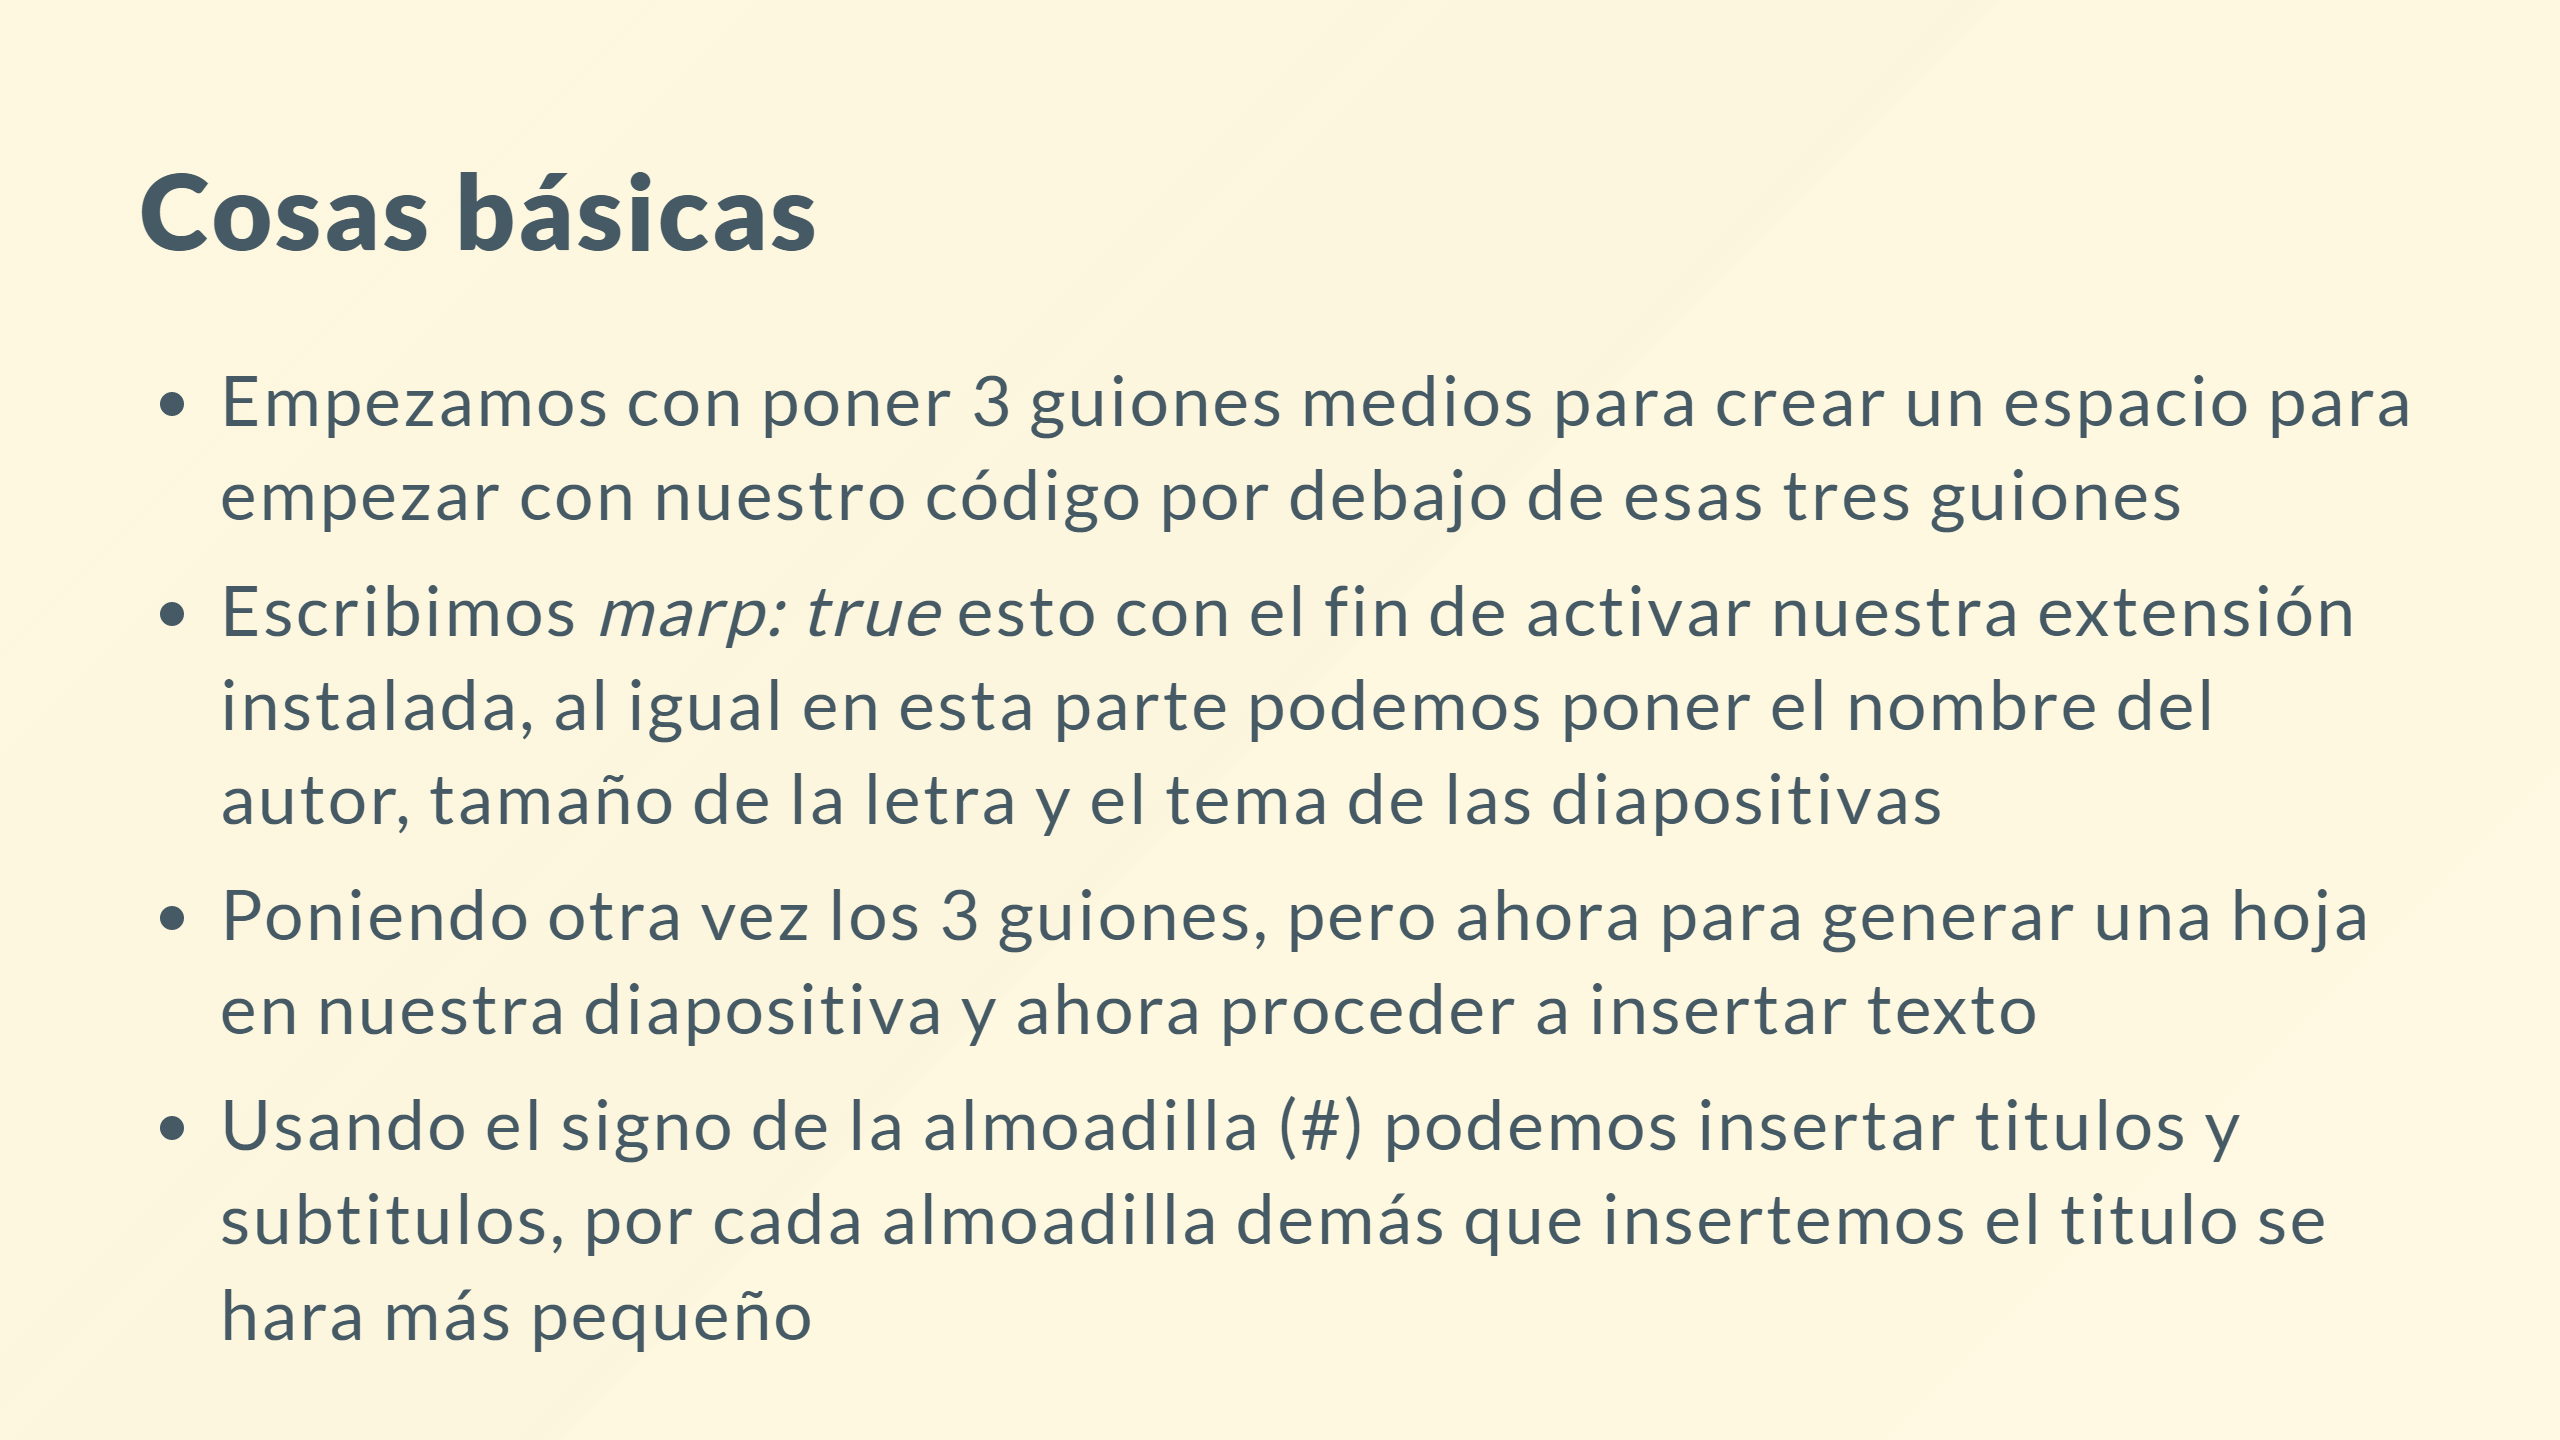 Cosas básicas
• Empezamos con poner 3 guiones medios para crear un espacio para
empezar con nuestro código por debajo de esas tres guiones
• Escribimos marp: true esto con el fin de activar nuestra extensión
instalada, al igual en esta parte podemos poner el nombre del
autor, tamaño de la letra y el tema de las diapositivas
• Poniendo otra vez los 3 guiones, pero ahora para generar una hoja
en nuestra diapositiva y ahora proceder a insertar texto
• Usando el signo de la almoadilla (#) podemos insertar titulos y
subtitulos, por cada almoadilla demás que insertemos el titulo se
hara más pequeño